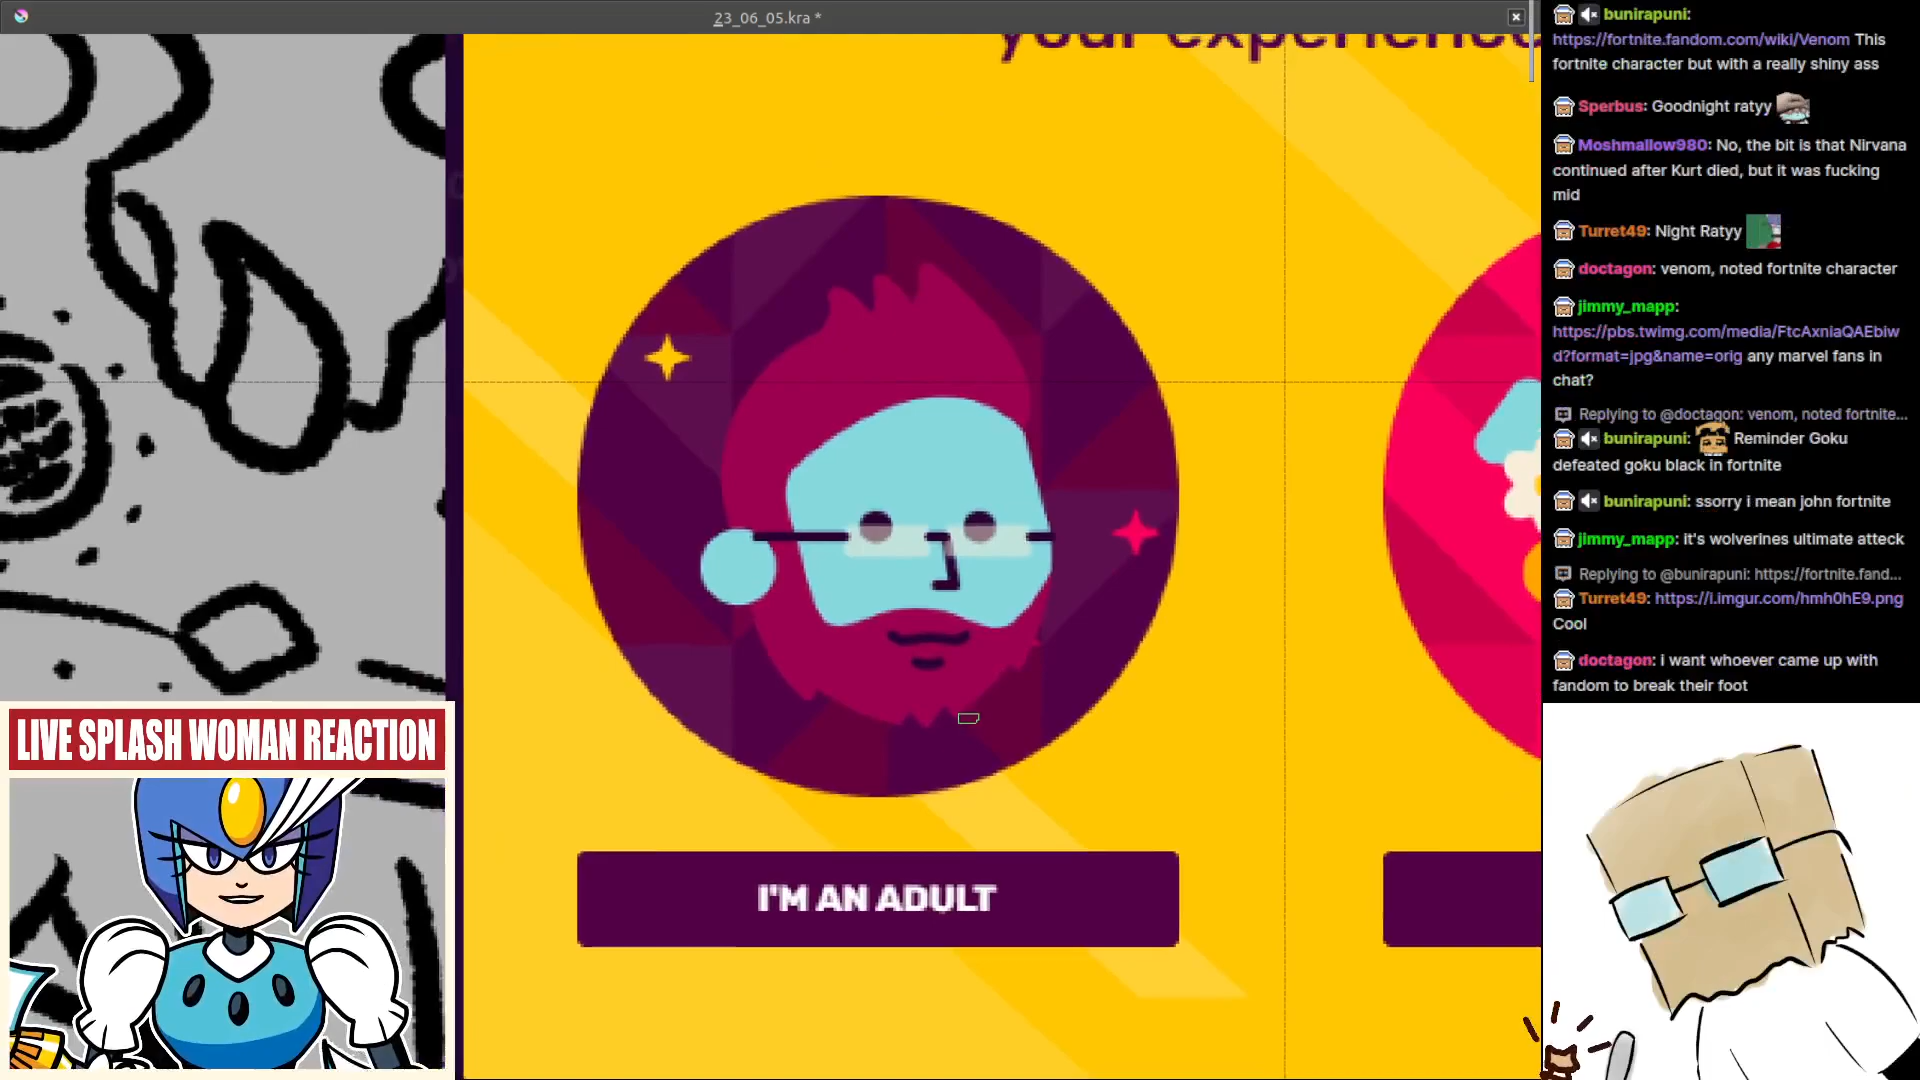 23_06_05.kra *
your experience
I'M AN ADULT
LIVE SPLASH WOMAN REACTION
bunirapuni:
https://fortnite.fandom.com/wiki/Venom This
fortnite character but with a really shiny ass
Sperbus: Goodnight ratyy
Moshmallow980: No, the bit is that Nirvana
continued after Kurt died, but it was fucking
mid
Turret49: Night Ratyy
doctagon: venom, noted fortnite character
jimmy_mapp:
https://pbs.twimg.com/media/FtcAxniaQAEbiw
d?format=jpg&name=orig any marvel fans in
chat?
Replying to @doctagon: venom, noted fortnite...
bunirapuni: Reminder Goku
defeated goku black in fortnite
bunirapuni: ssorry i mean john fortnite
jimmy_mapp: it's wolverines ultimate atteck
Replying to @bunirapuni: https://fortnite.fand...
Turret49: https://i.imgur.com/hmh0hE9.png
Cool
doctagon: i want whoever came up with
fandom to break their foot